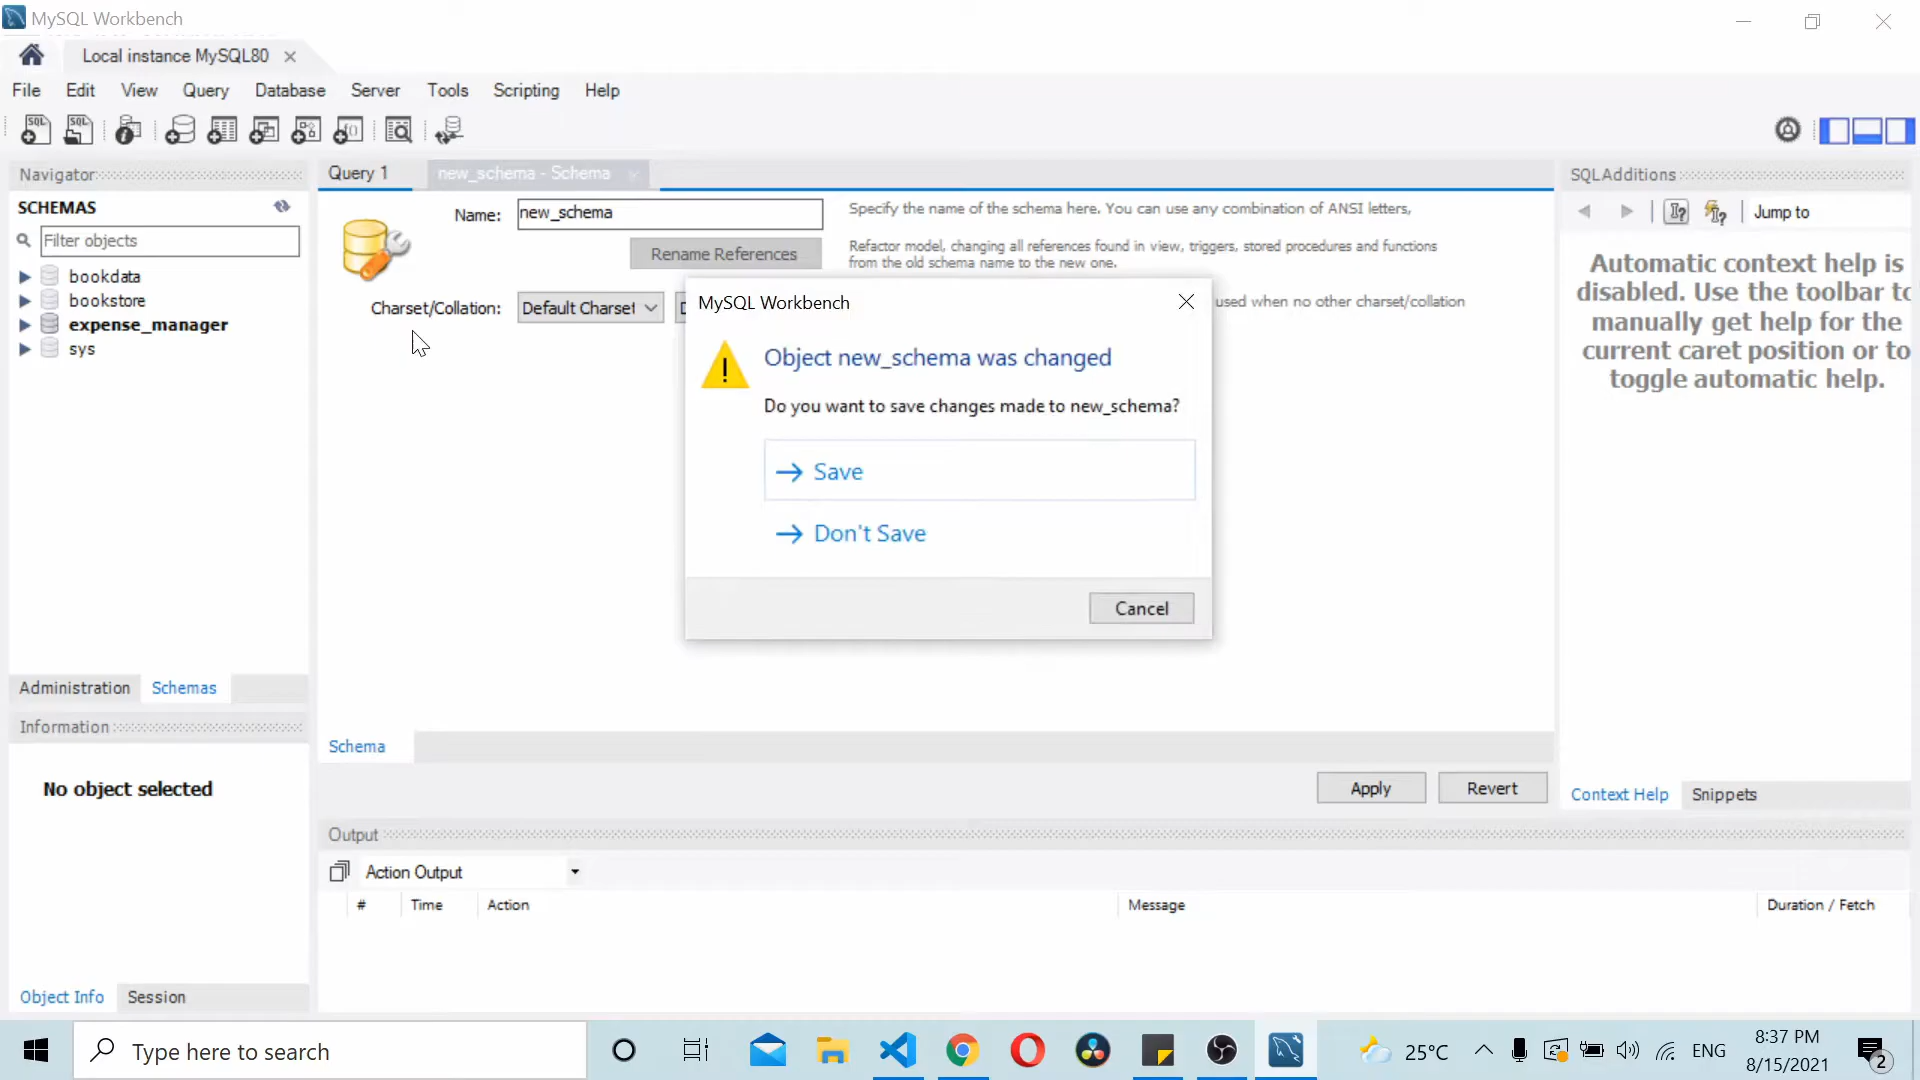 MySQL Workbench
Local instance MySQL80
File Edit View Query Database Server Tools Scripting Help
Navigator
SCHEMAS
Filter objects
bookdata
bookstore
expense_manager
sys
Administration Schemas
Information
No object selected
Object Info Session
Query 1 new_schema - Schema
Name: new_schema
Specify the name of the schema here. You can use any combination of ANSI letters,
Rename References
Refactor model, changing all references found in view, triggers, stored procedures and functions
from the old schema name to the new one.
Charset/Collation: Default Charset
used when no other charset/collation
MySQL Workbench
Object new_schema was changed
Do you want to save changes made to new_schema?
Save
Don't Save
Cancel
Schema
Apply Revert
Output
Action Output
# Time Action Message Duration / Fetch
SQLAdditions
Jump to
Automatic context help is
disabled. Use the toolbar to
manually get help for the
current caret position or to
toggle automatic help.
Context Help Snippets
Type here to search
25°C
ENG
8:37 PM
8/15/2021
2